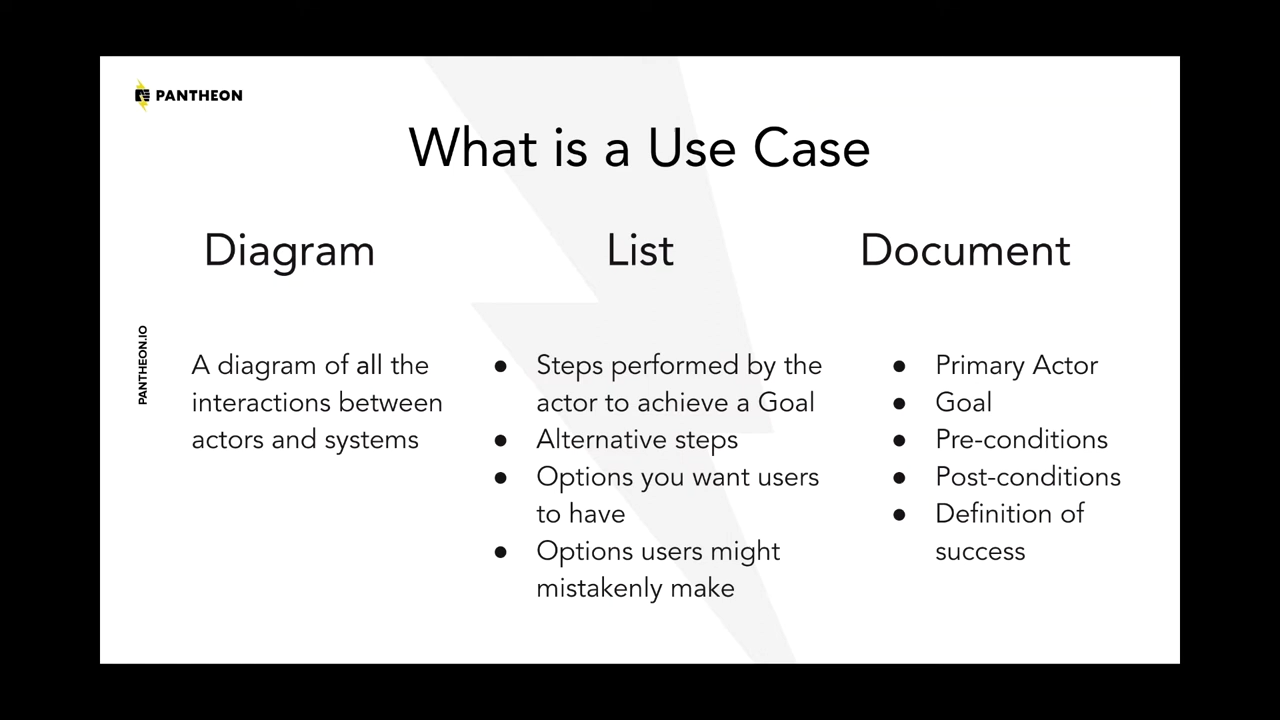 PANTHEON
What is a Use Case
Diagram
List
Document
PANTHEON.IO
A diagram of all the
interactions between
actors and systems
● Steps performed by the
actor to achieve a Goal
● Alternative steps
● Options you want users
to have
● Options users might
mistakenly make
● Primary Actor
● Goal
● Pre-conditions
● Post-conditions
● Definition of
success